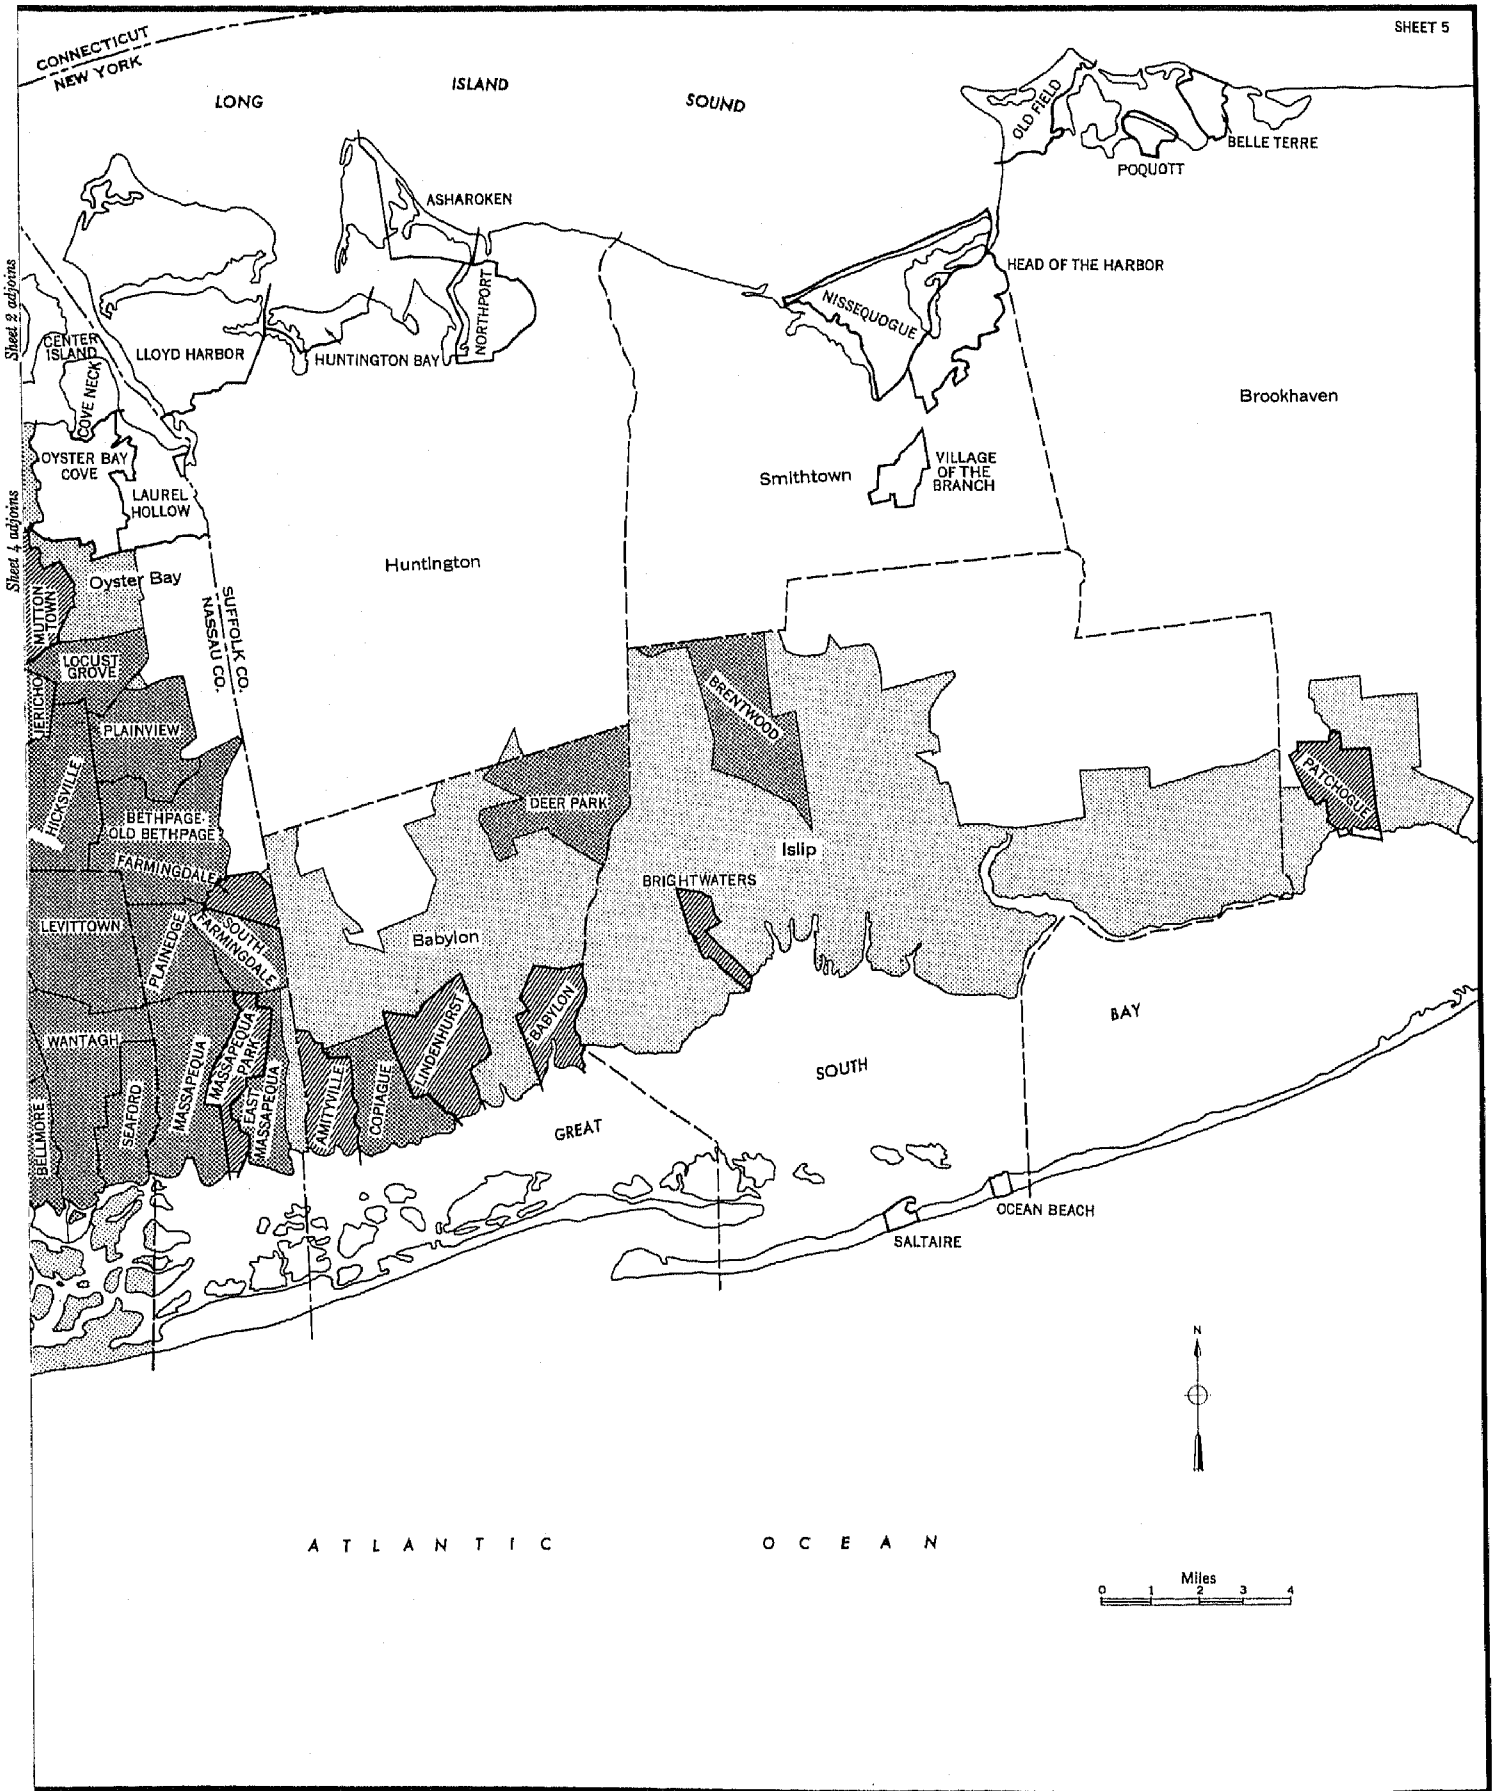 SHEET 5
CONNECTICUT
NEW YORK
LONG
ISLAND
SOUND
OLD FIELD
BELLE TERRE
POQUOTT
ASHAROKEN
HEAD OF THE HARBOR
Sheet 2 adjoins
NORTHPORT
NISSEQUOGUE
CENTER
ISLAND
LLOYD HARBOR
HUNTINGTON BAY
COVE NECK
Brookhaven
OYSTER BAY
COVE
LAUREL
HOLLOW
Smithtown
VILLAGE
OF THE
BRANCH
Sheet 4 adjoins
Huntington
Oyster Bay
MUTTON
TOWN
SUFFOLK CO.
NASSAU CO.
LOCUST
GROVE
JERICHO
BRENTWOOD
PLAINVIEW
HICKSVILLE
PATCHOGUE
DEER PARK
BETHPAGE-
OLD BETHPAGE
Islip
FARMINGDALE
BRIGHTWATERS
LEVITTOWN
PLAINEDGE
SOUTH
FARMINGDALE
Babylon
LINDENHURST
BABYLON
BAY
WANTAGH
MASSAPEQUA
MASSAPEQUA
PARK
EAST
MASSAPEQUA
AMITYVILLE
COPIAGUE
SOUTH
SEAFORD
BELLMORE
GREAT
OCEAN BEACH
SALTAIRE
N
ATLANTIC OCEAN
Miles
0 1 2 3 4